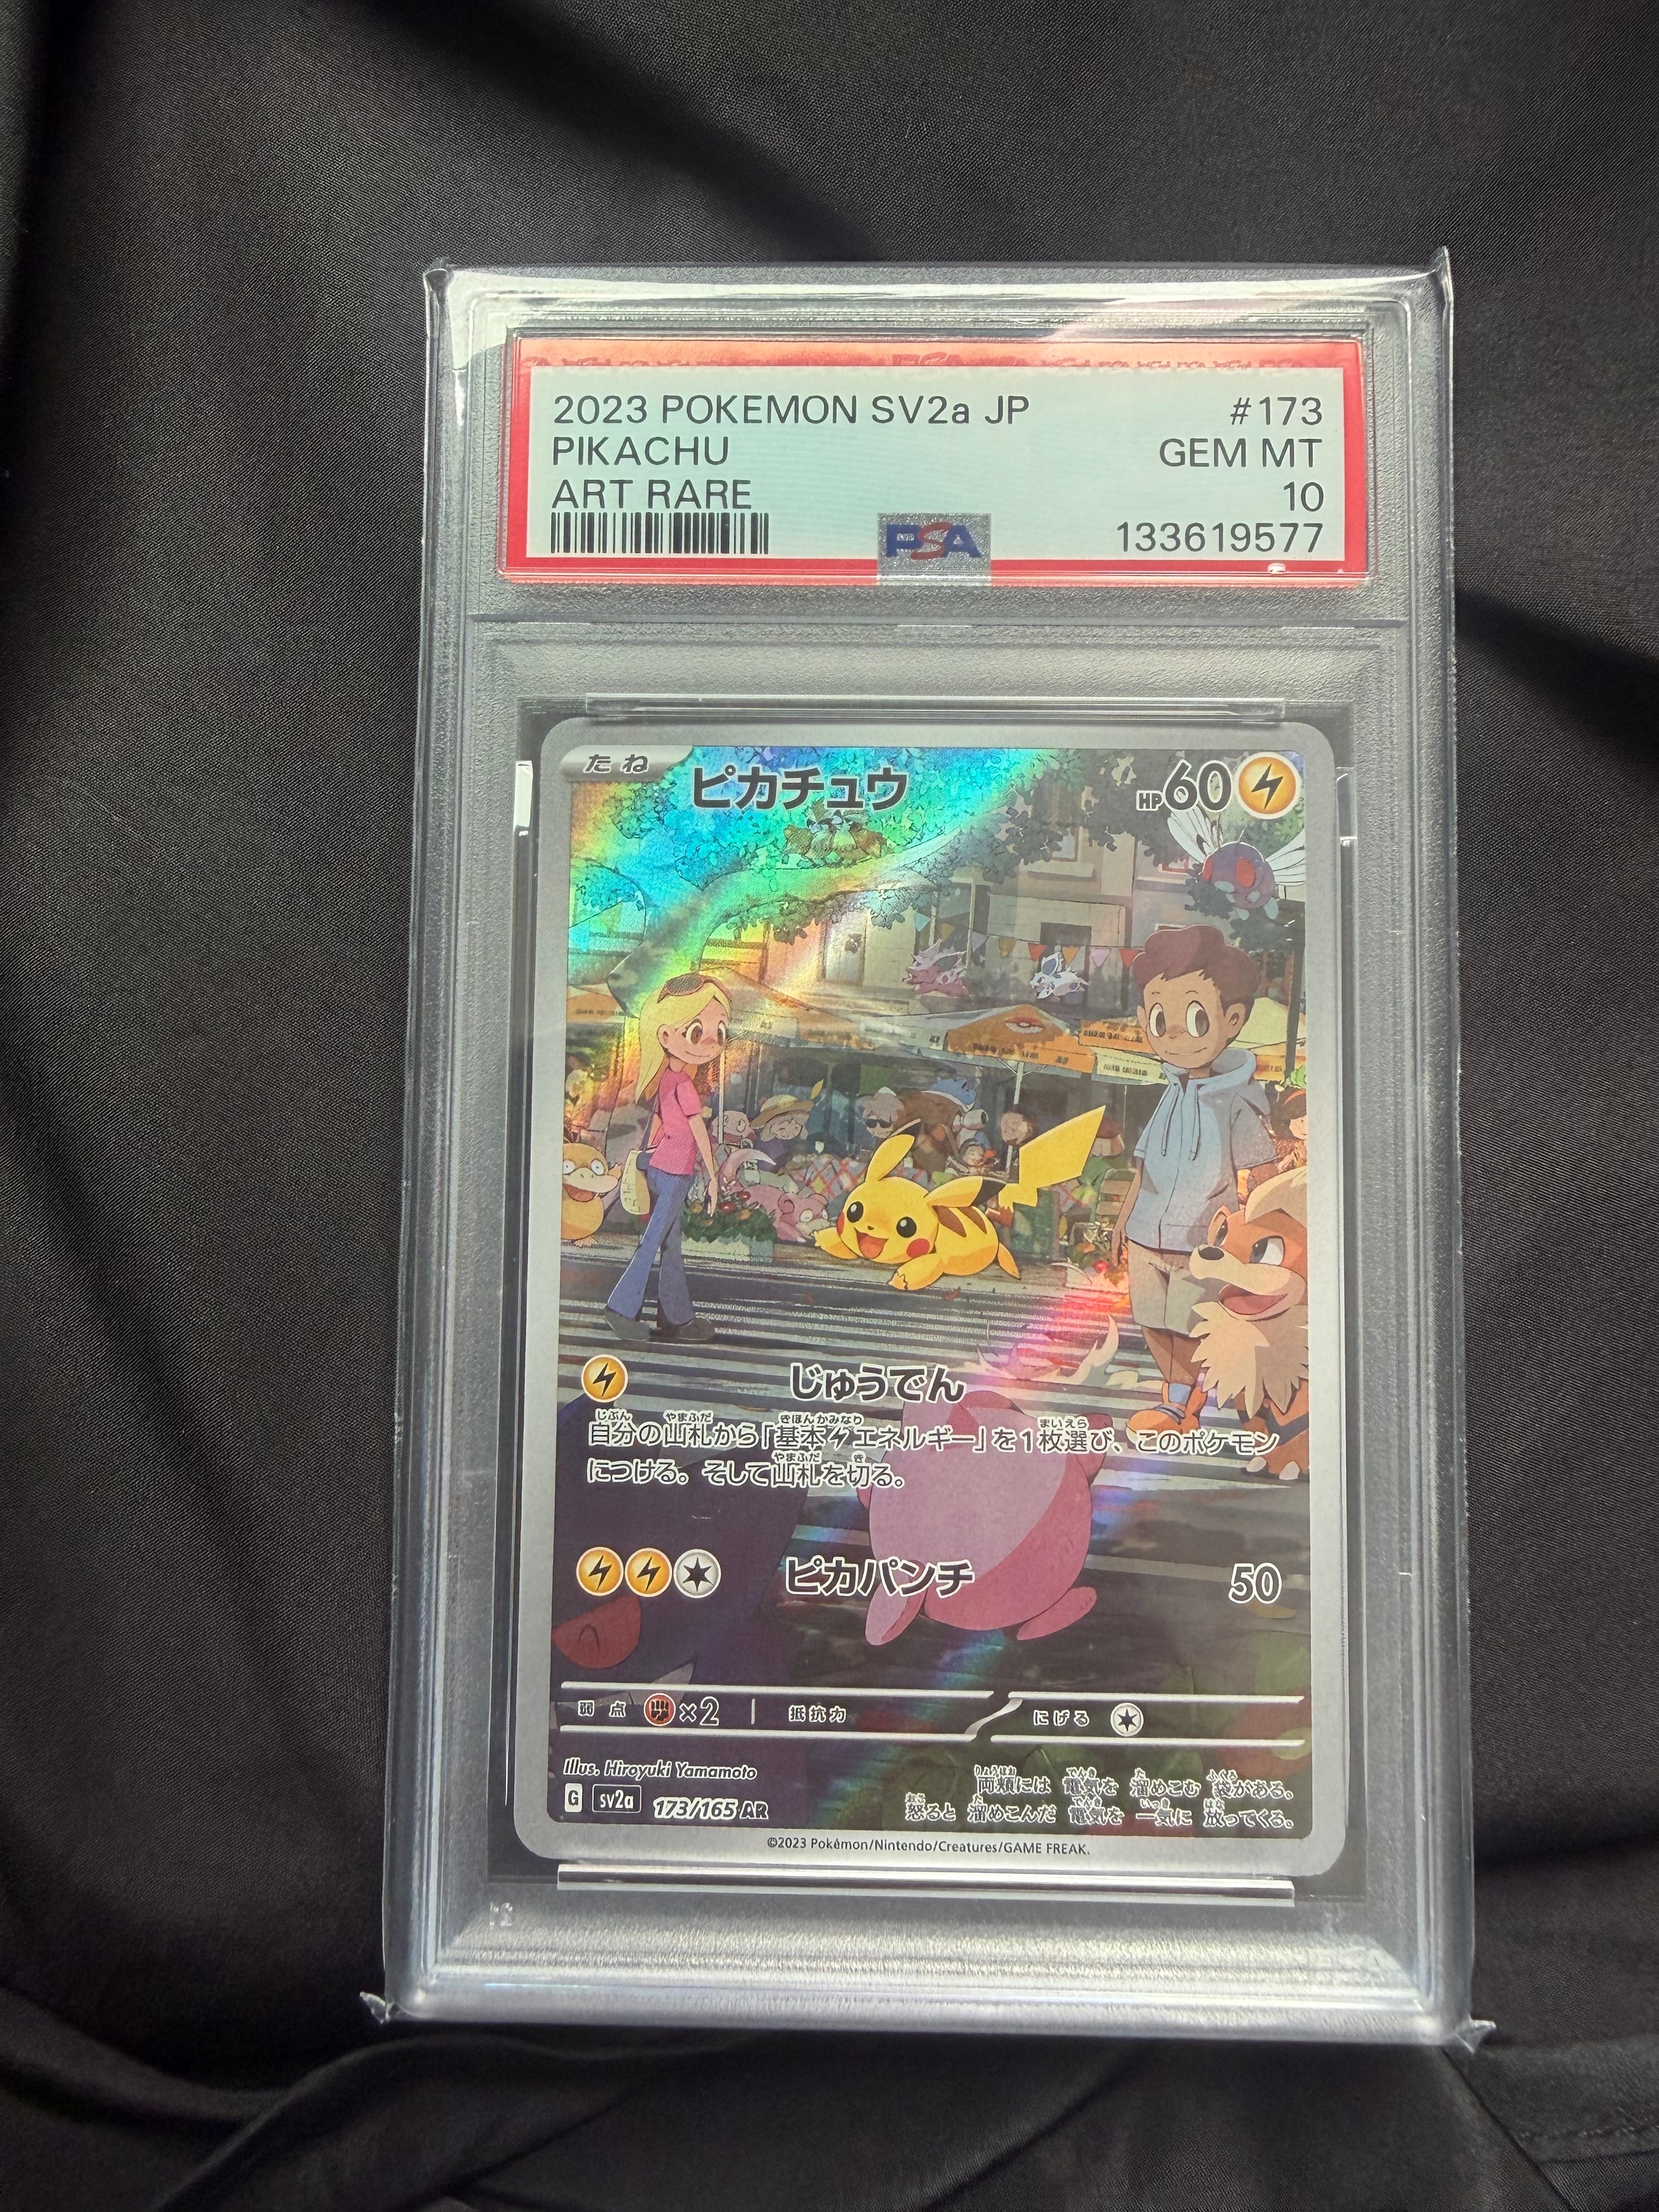 2023 POKEMON SV2a JP #173
PIKACHU GEM MT
ART RARE 10
PSA 133619577
たね ピカチュウ HP60
じゅうでん
自分の山札から「基本エネルギー」を1枚選び、このポケモン
につける。そして山札を切る。
ピカパンチ 50
弱点 ×2 抵抗力 にげる
Illus. Hiroyuki Yamamoto
両頬には 電気を 溜めこむ 袋がある。
G sv2a 173/165 AR
怒ると 溜めこんだ 電気を 一気に 放ってくる。
©2023 Pokémon/Nintendo/Creatures/GAME FREAK.